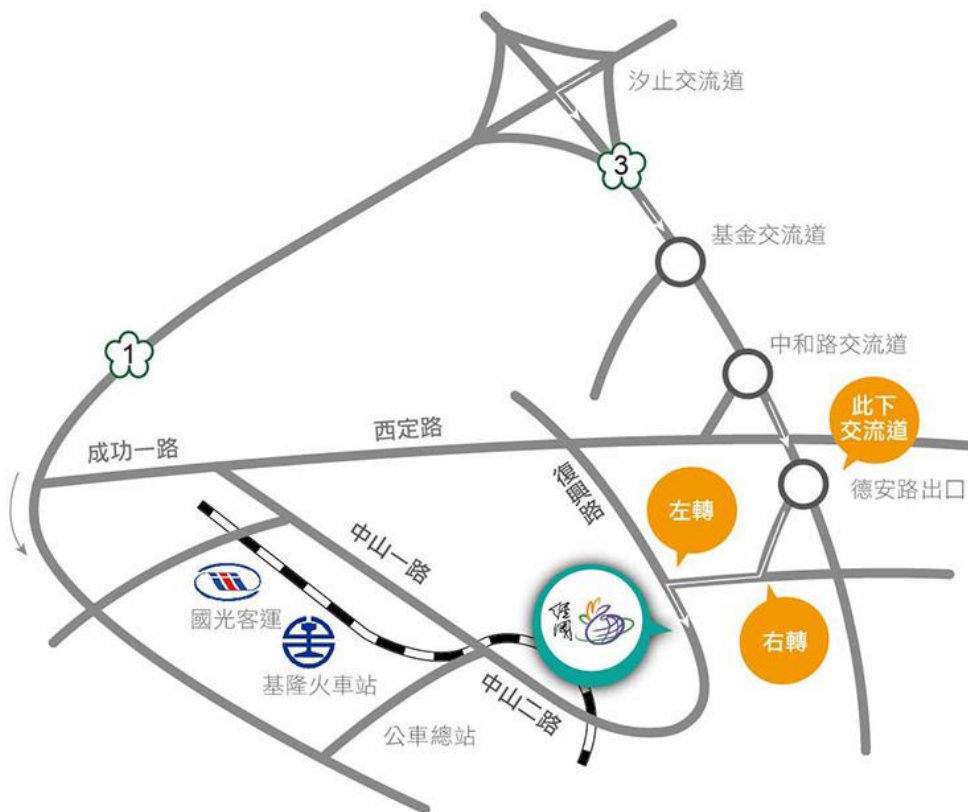 汐止交流道
3
基金交流道
1
中和路交流道
此下
交流道
西定路
成功一路
復興路
德安路出口
左轉
中山一路
國光客運
經國
右轉
基隆火車站
中山二路
公車總站